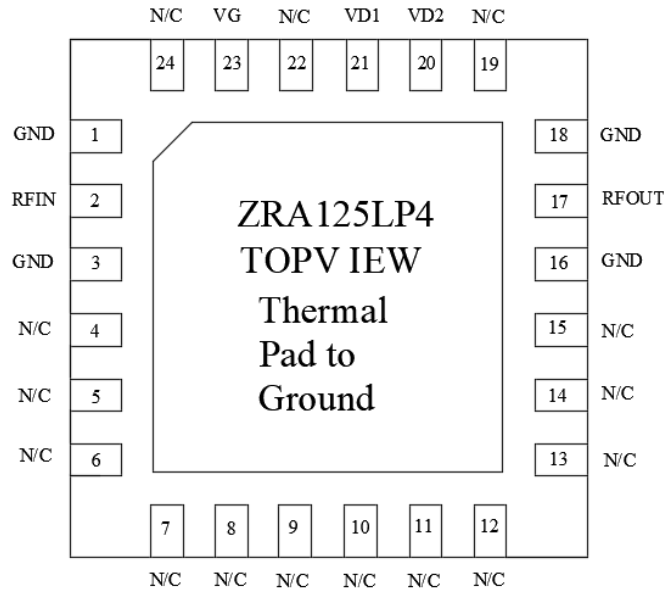 N/C VG N/C VD1 VD2 N/C
24 23 22 21 20 19
GND 1 18 GND
RFIN 2 17 RFOUT
GND 3 16 GND
N/C 4 15 N/C
N/C 5 14 N/C
N/C 6 13 N/C
ZRA125LP4
TOPV IEW
Thermal
Pad to
Ground
7 8 9 10 11 12
N/C N/C N/C N/C N/C N/C